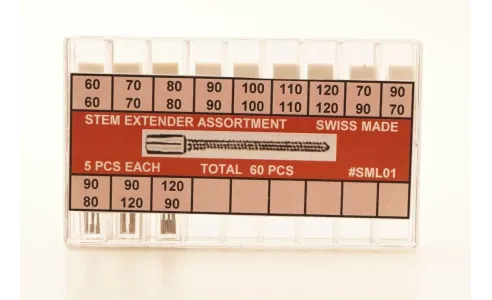 60 70 80 90 100 110 120 70 90
60 70 80 90 100 110 120 90 70
STEM EXTENDER ASSORTMENT SWISS MADE
5 PCS EACH TOTAL 60 PCS #SML01
90 90 120
80 120 90